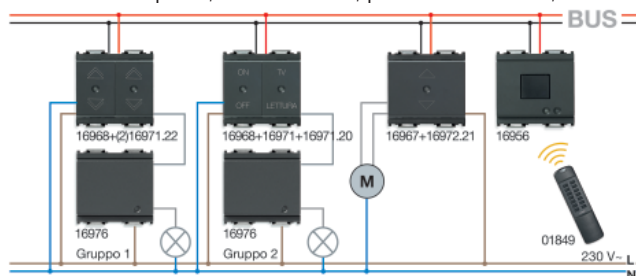 BUS
ON
TV
OFF
LETTURA
16968+(2)16971.22
16968+16971+16971.20
16967+16972.21
16956
M
16976
16976
01849
Gruppo 1
Gruppo 2
230 V~ L
N